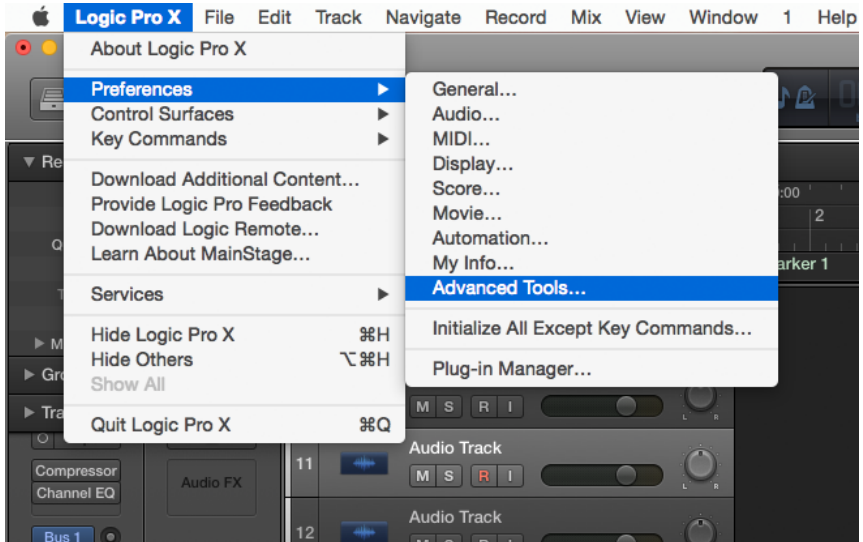 Logic Pro X File Edit Track Navigate Record Mix View Window 1 Help
About Logic Pro X
Preferences
Control Surfaces
Key Commands
Download Additional Content...
Provide Logic Pro Feedback
Download Logic Remote...
Learn About MainStage...
Services
Hide Logic Pro X ⌘H
Hide Others ⌥⌘H
Show All
Quit Logic Pro X ⌘Q
General...
Audio...
MIDI...
Display...
Score...
Movie...
Automation...
My Info...
Advanced Tools...
Initialize All Except Key Commands...
Plug-in Manager...
Re
Q
T
M
Gro
Tra
:00
2
arker 1
M S R I
L R
Compressor
Channel EQ
Audio FX
Bus 1
11
Audio Track
M S R I
L R
12
Audio Track
M S R I